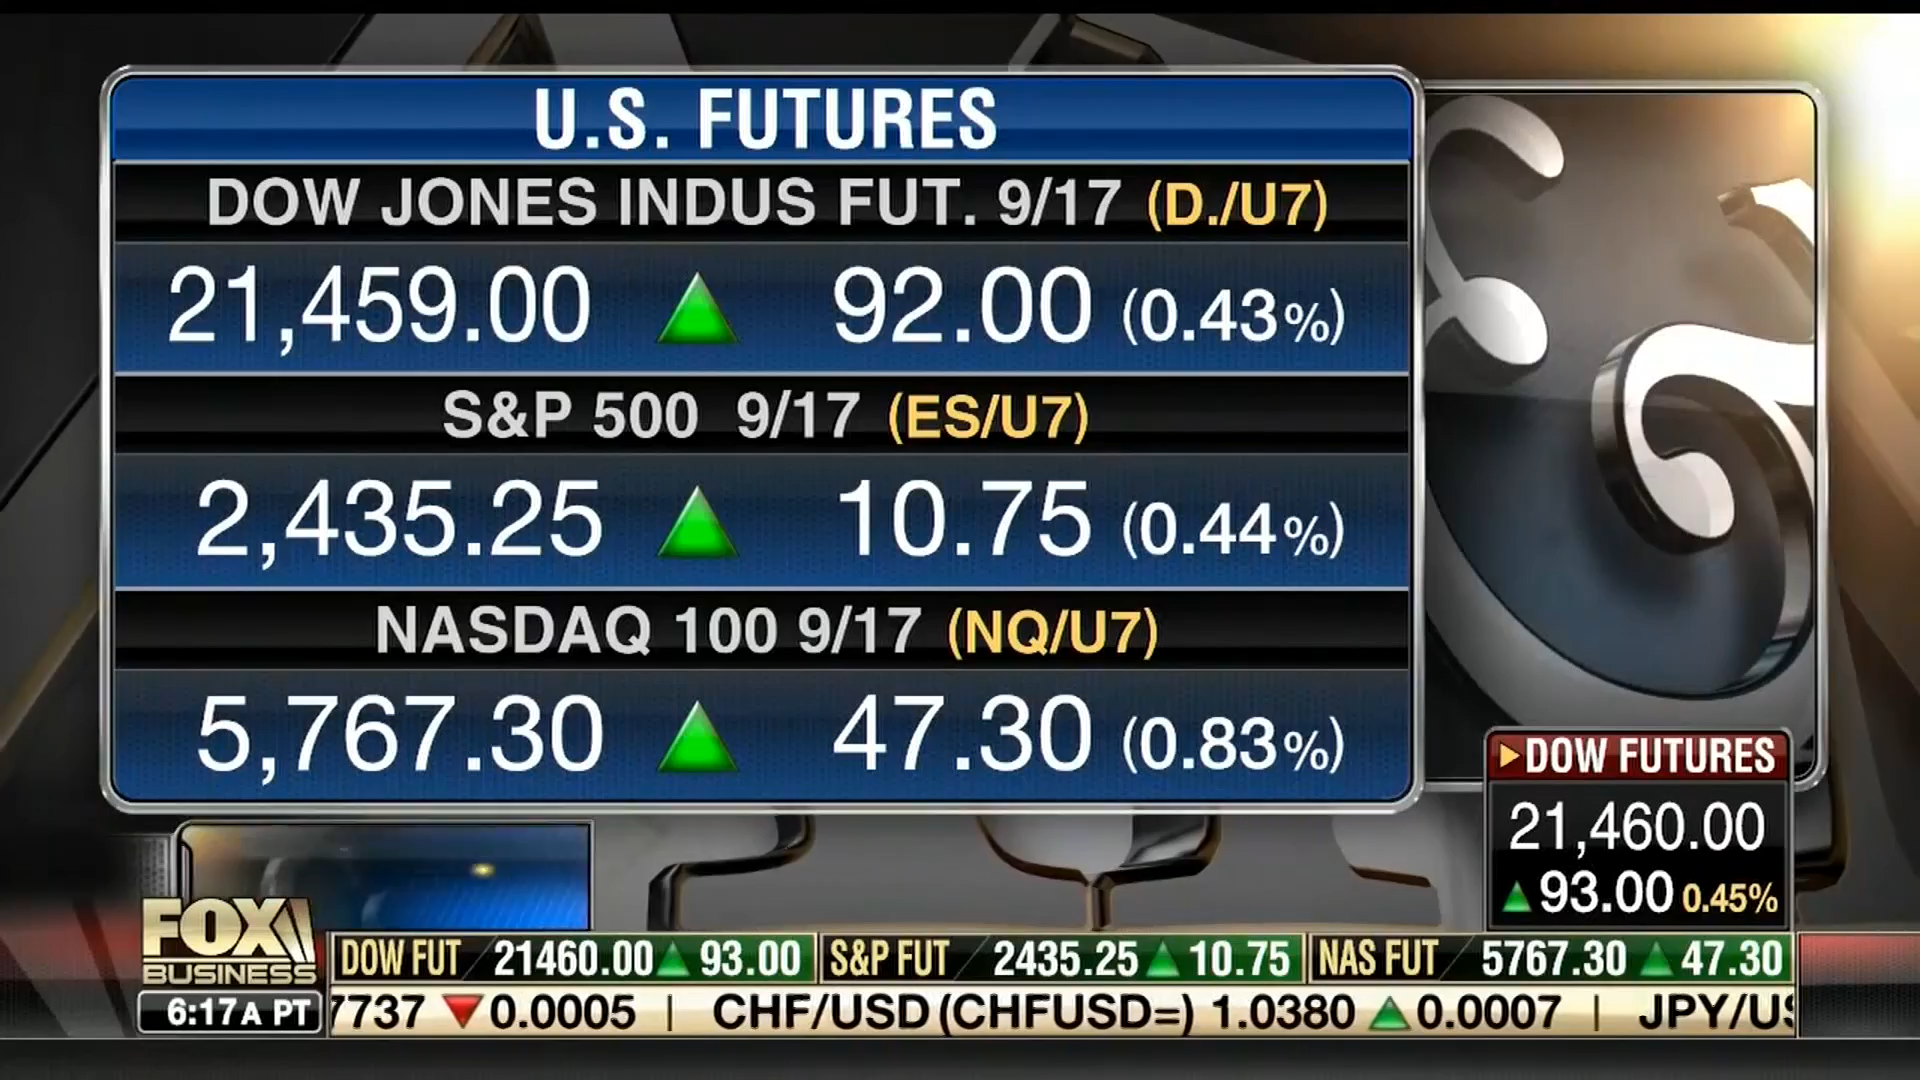 U.S. FUTURES
DOW JONES INDUS FUT. 9/17 (D./U7)
21,459.00 ▲ 92.00 (0.43%)
S&P 500 9/17 (ES/U7)
2,435.25 ▲ 10.75 (0.44%)
NASDAQ 100 9/17 (NQ/U7)
5,767.30 ▲ 47.30 (0.83%)
DOW FUTURES
21,460.00
▲ 93.00 0.45%
FOX
BUSINESS
DOW FUT 21460.00 ▲ 93.00 S&P FUT 2435.25 ▲ 10.75 NAS FUT 5767.30 ▲ 47.30
6:17A PT
7737 ▼ 0.0005 | CHF/USD (CHFUSD=) 1.0380 ▲ 0.0007 | JPY/US